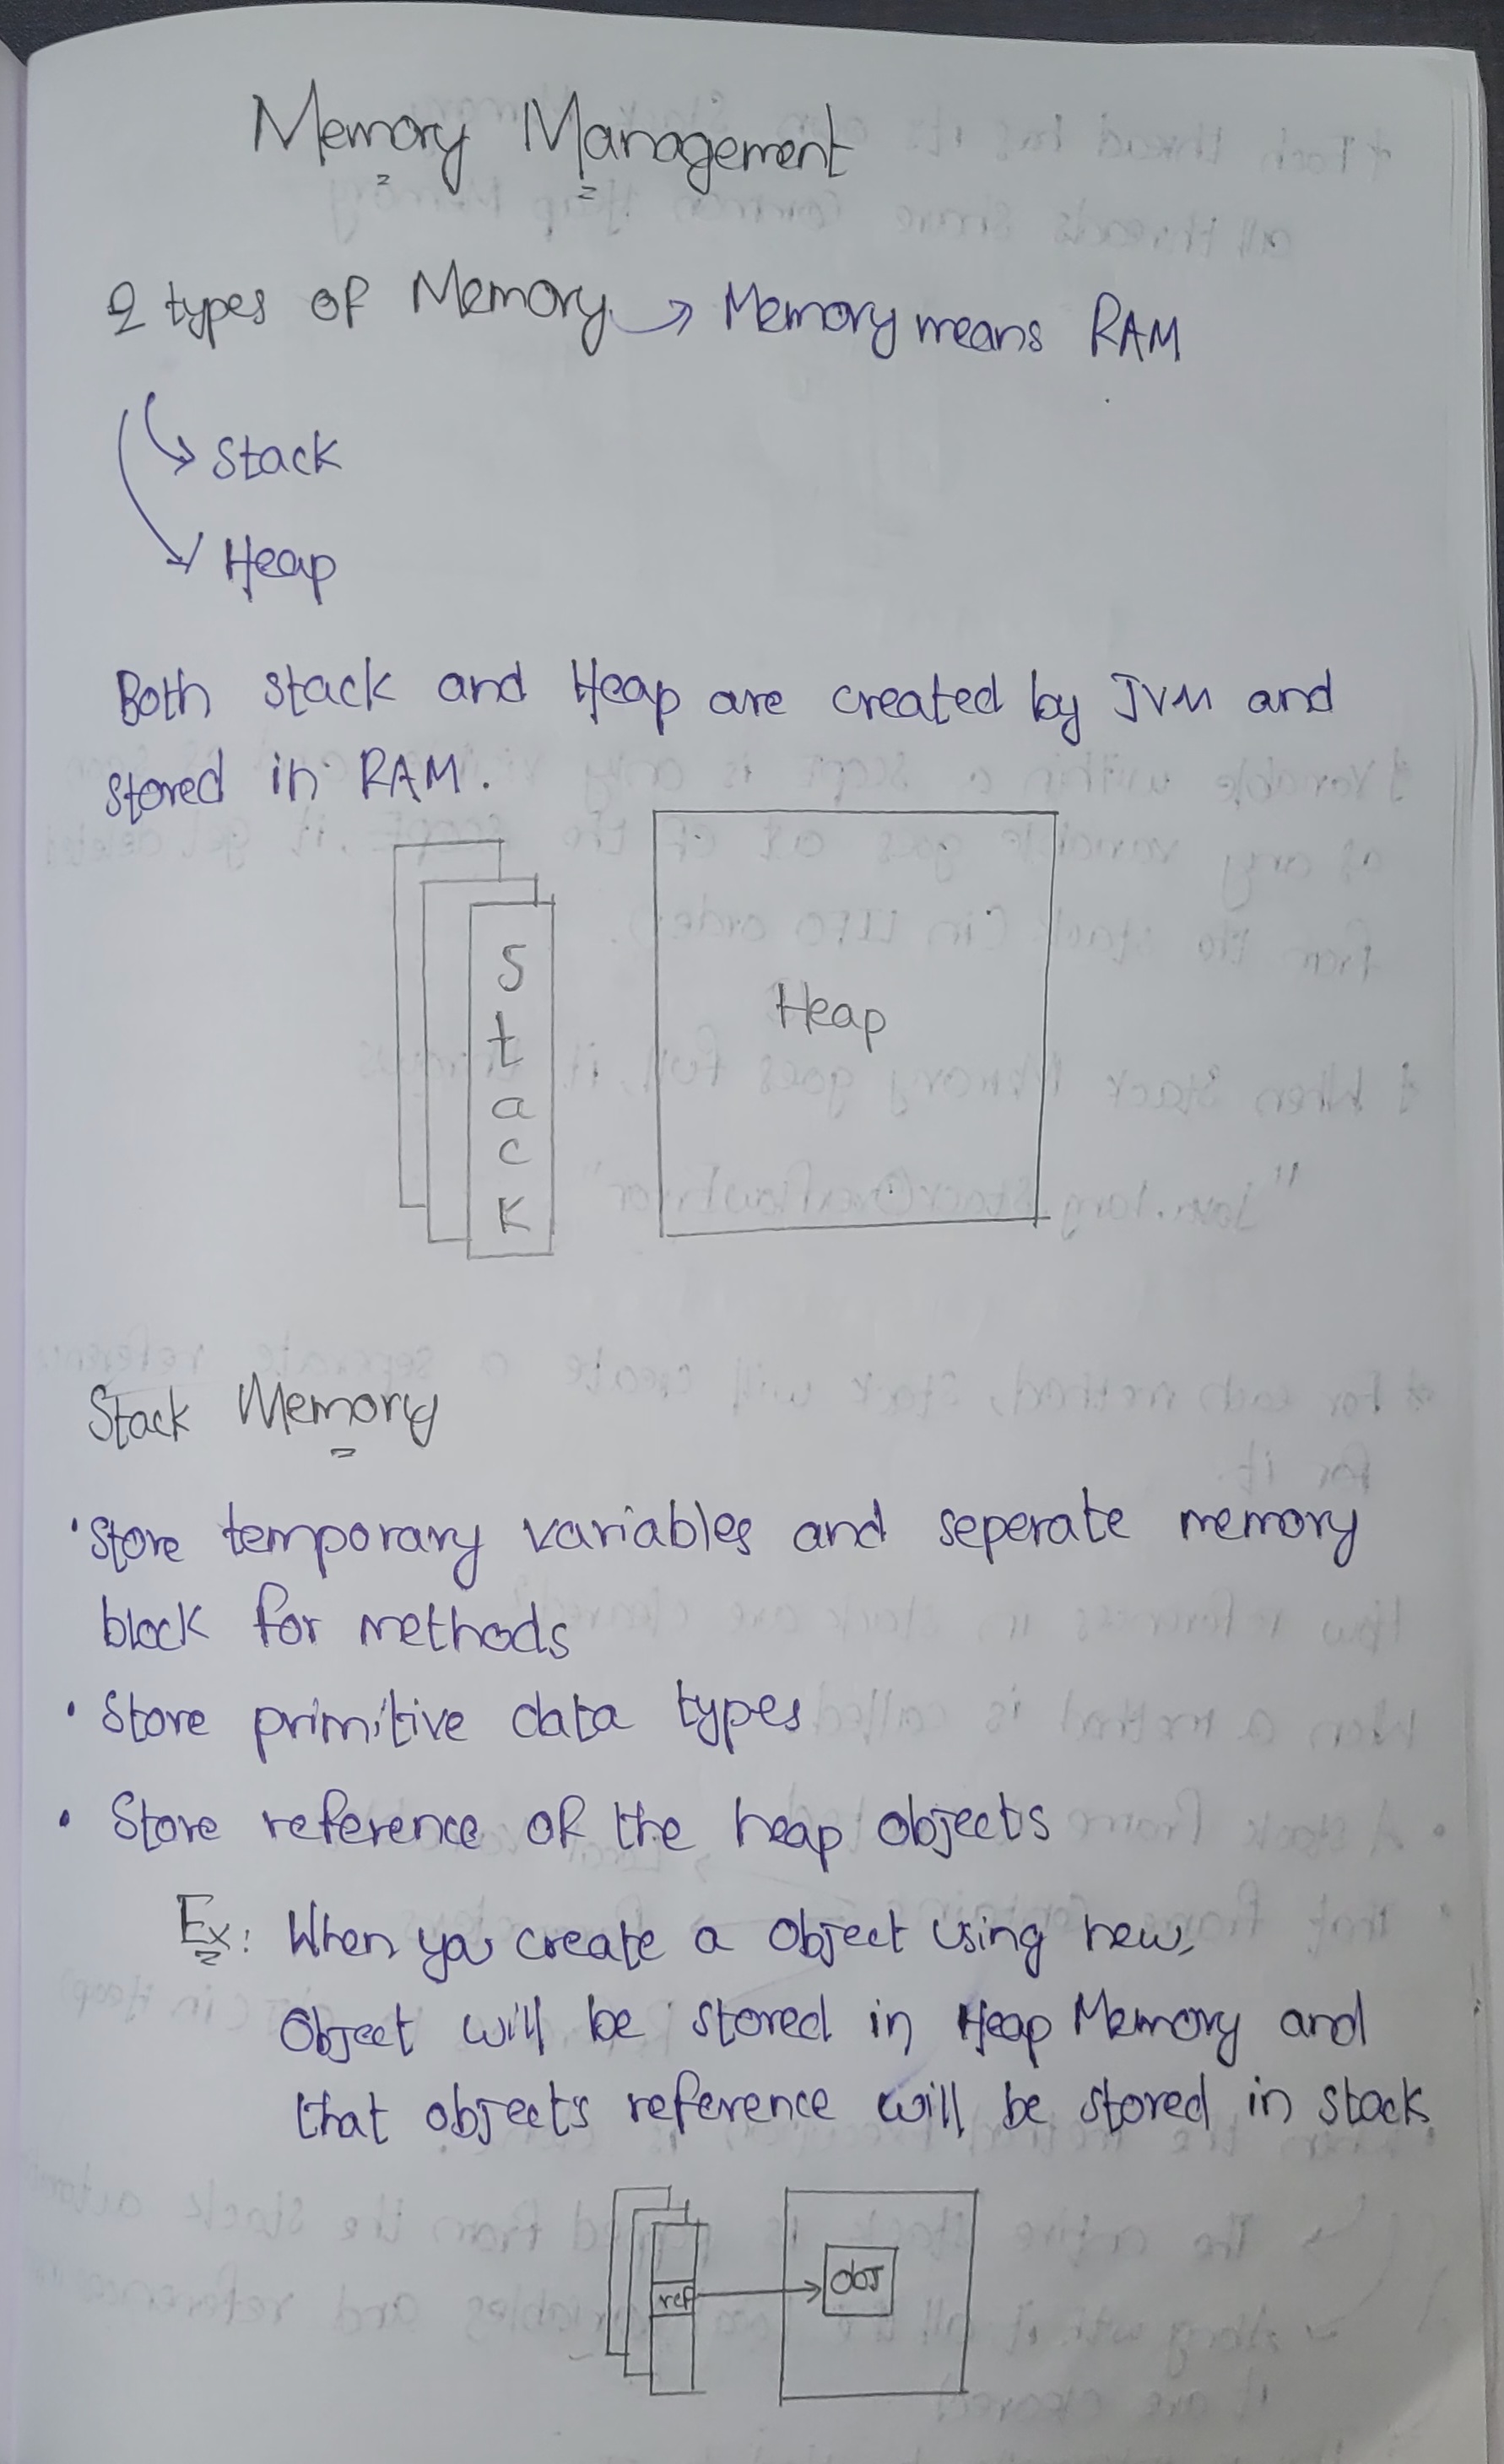 Memory Management
2 types of Memory → Memory means RAM
Stack
Heap
Both stack and Heap are created by JVM and
stored in RAM.
Stack
Heap
Stack Memory
• Store temporary variables and seperate memory
block for methods
• Store primitive data types
• Store reference of the heap objects
Ex: When you create a object using new,
Object will be stored in Heap Memory and
that object's reference will be stored in stack
ref
obj